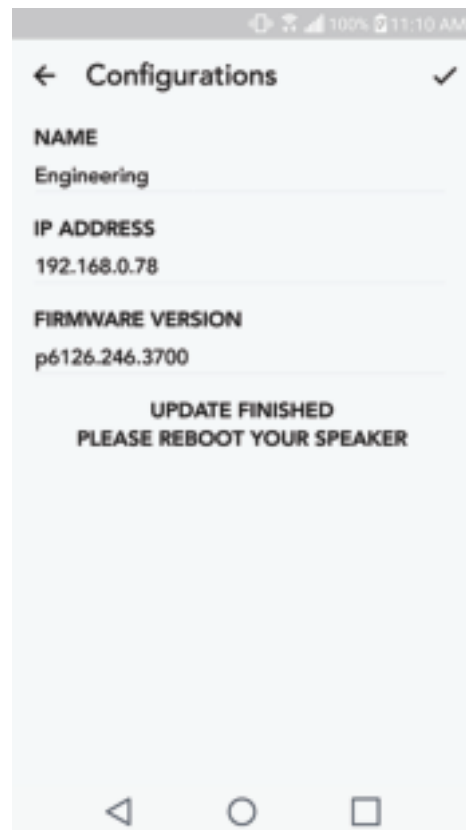 100% 11:10 AM
Configurations
NAME
Engineering
IP ADDRESS
192.168.0.78
FIRMWARE VERSION
p6126.246.3700
UPDATE FINISHED
PLEASE REBOOT YOUR SPEAKER